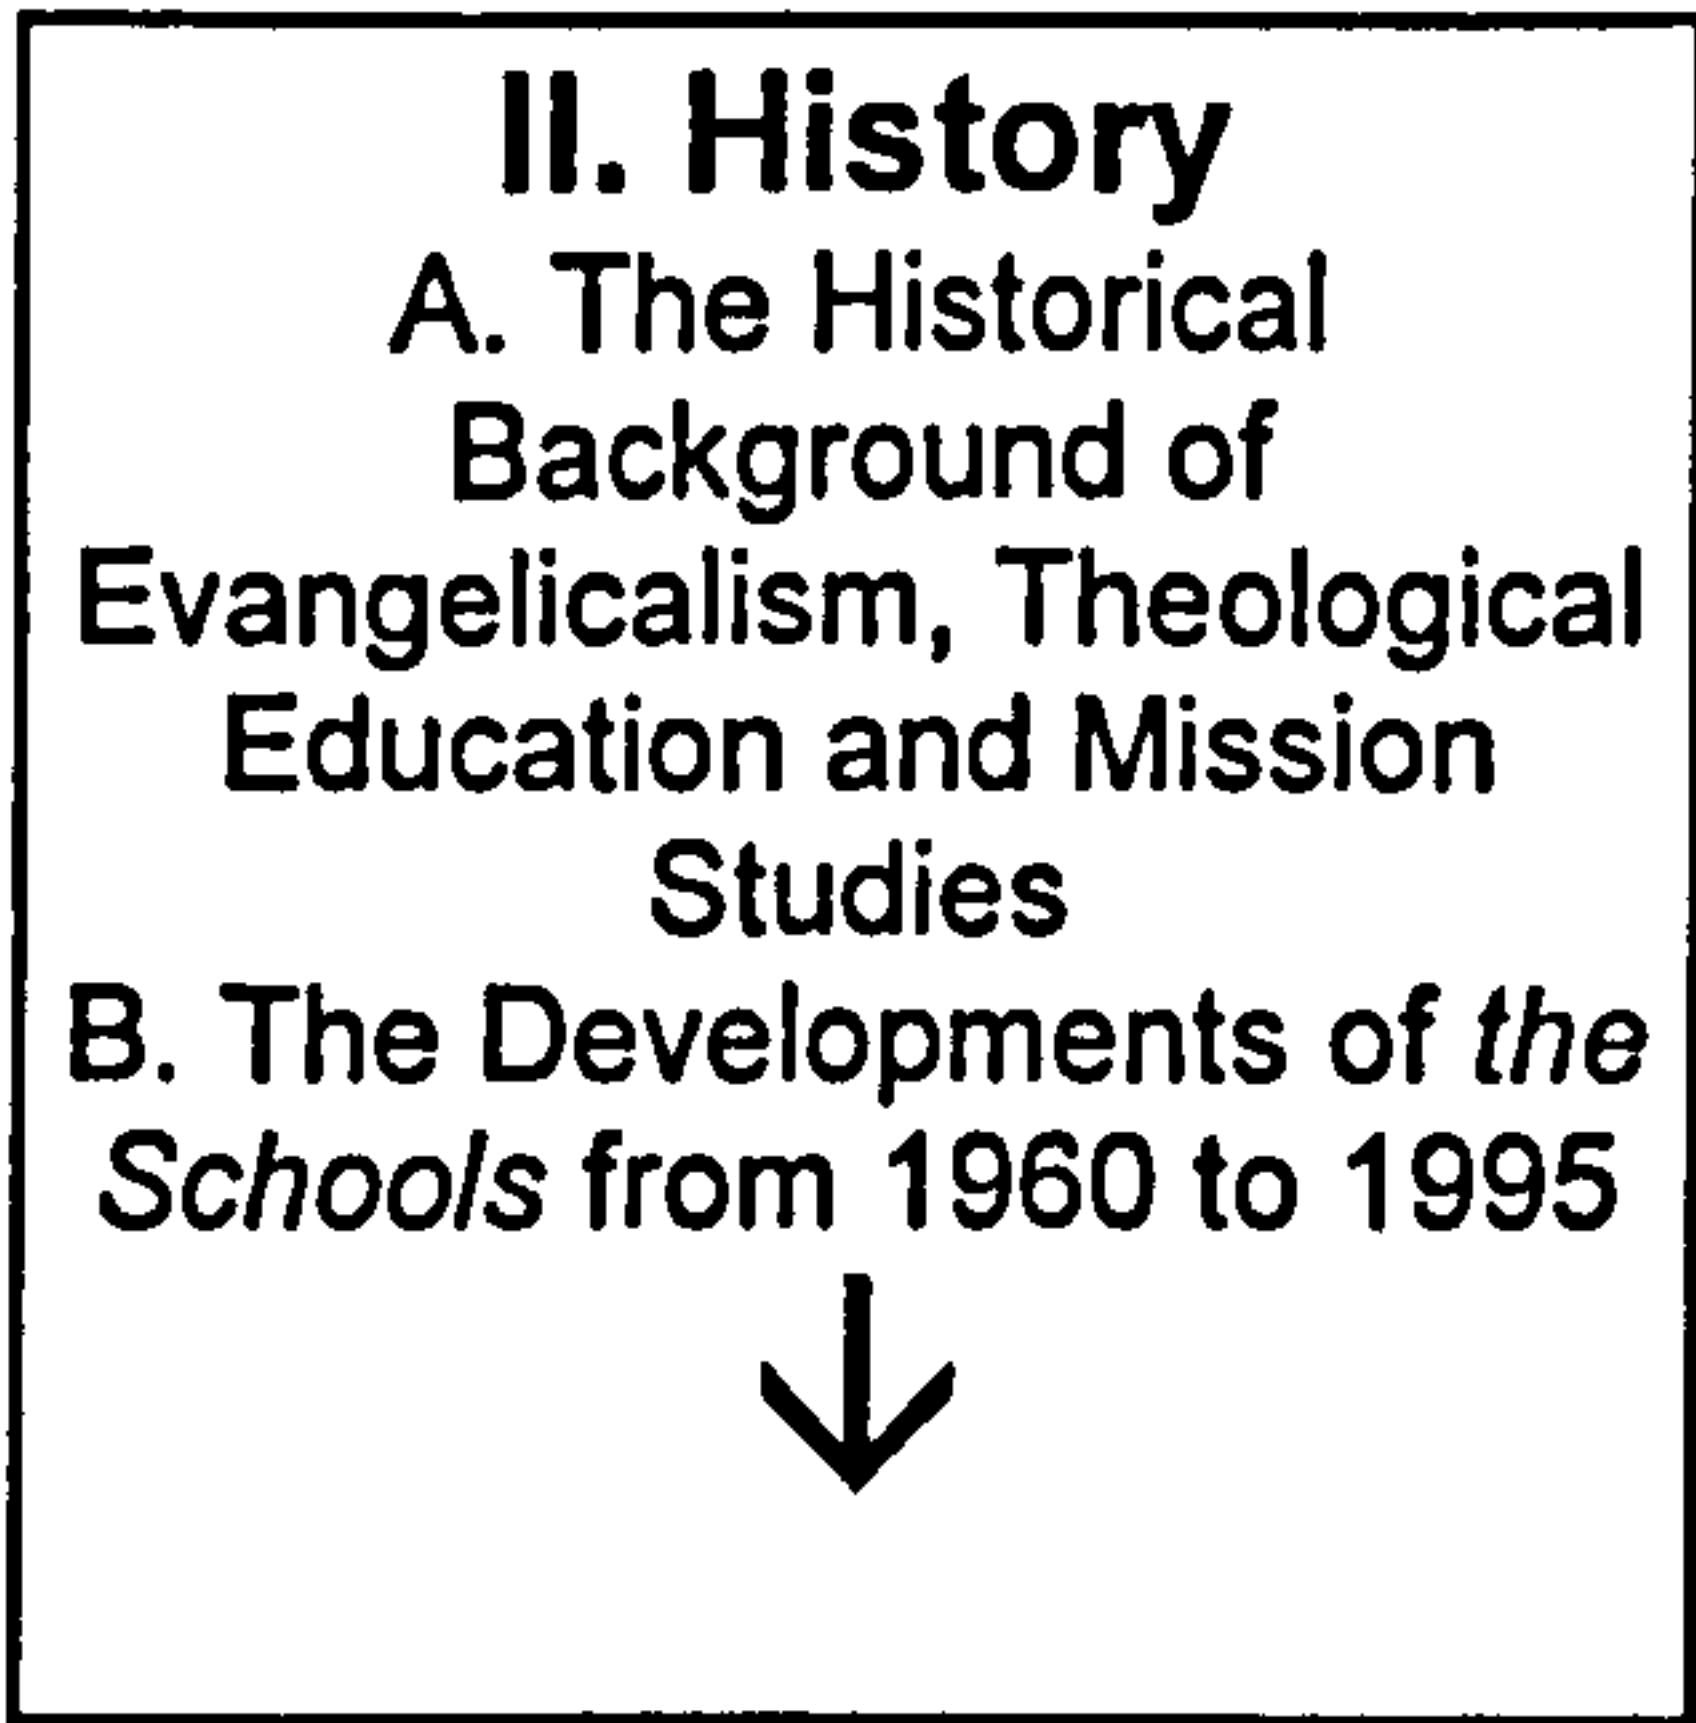 II. History
A. The Historical
Background of
Evangelicalism, Theological
Education and Mission
Studies
B. The Developments of the
Schools from 1960 to 1995